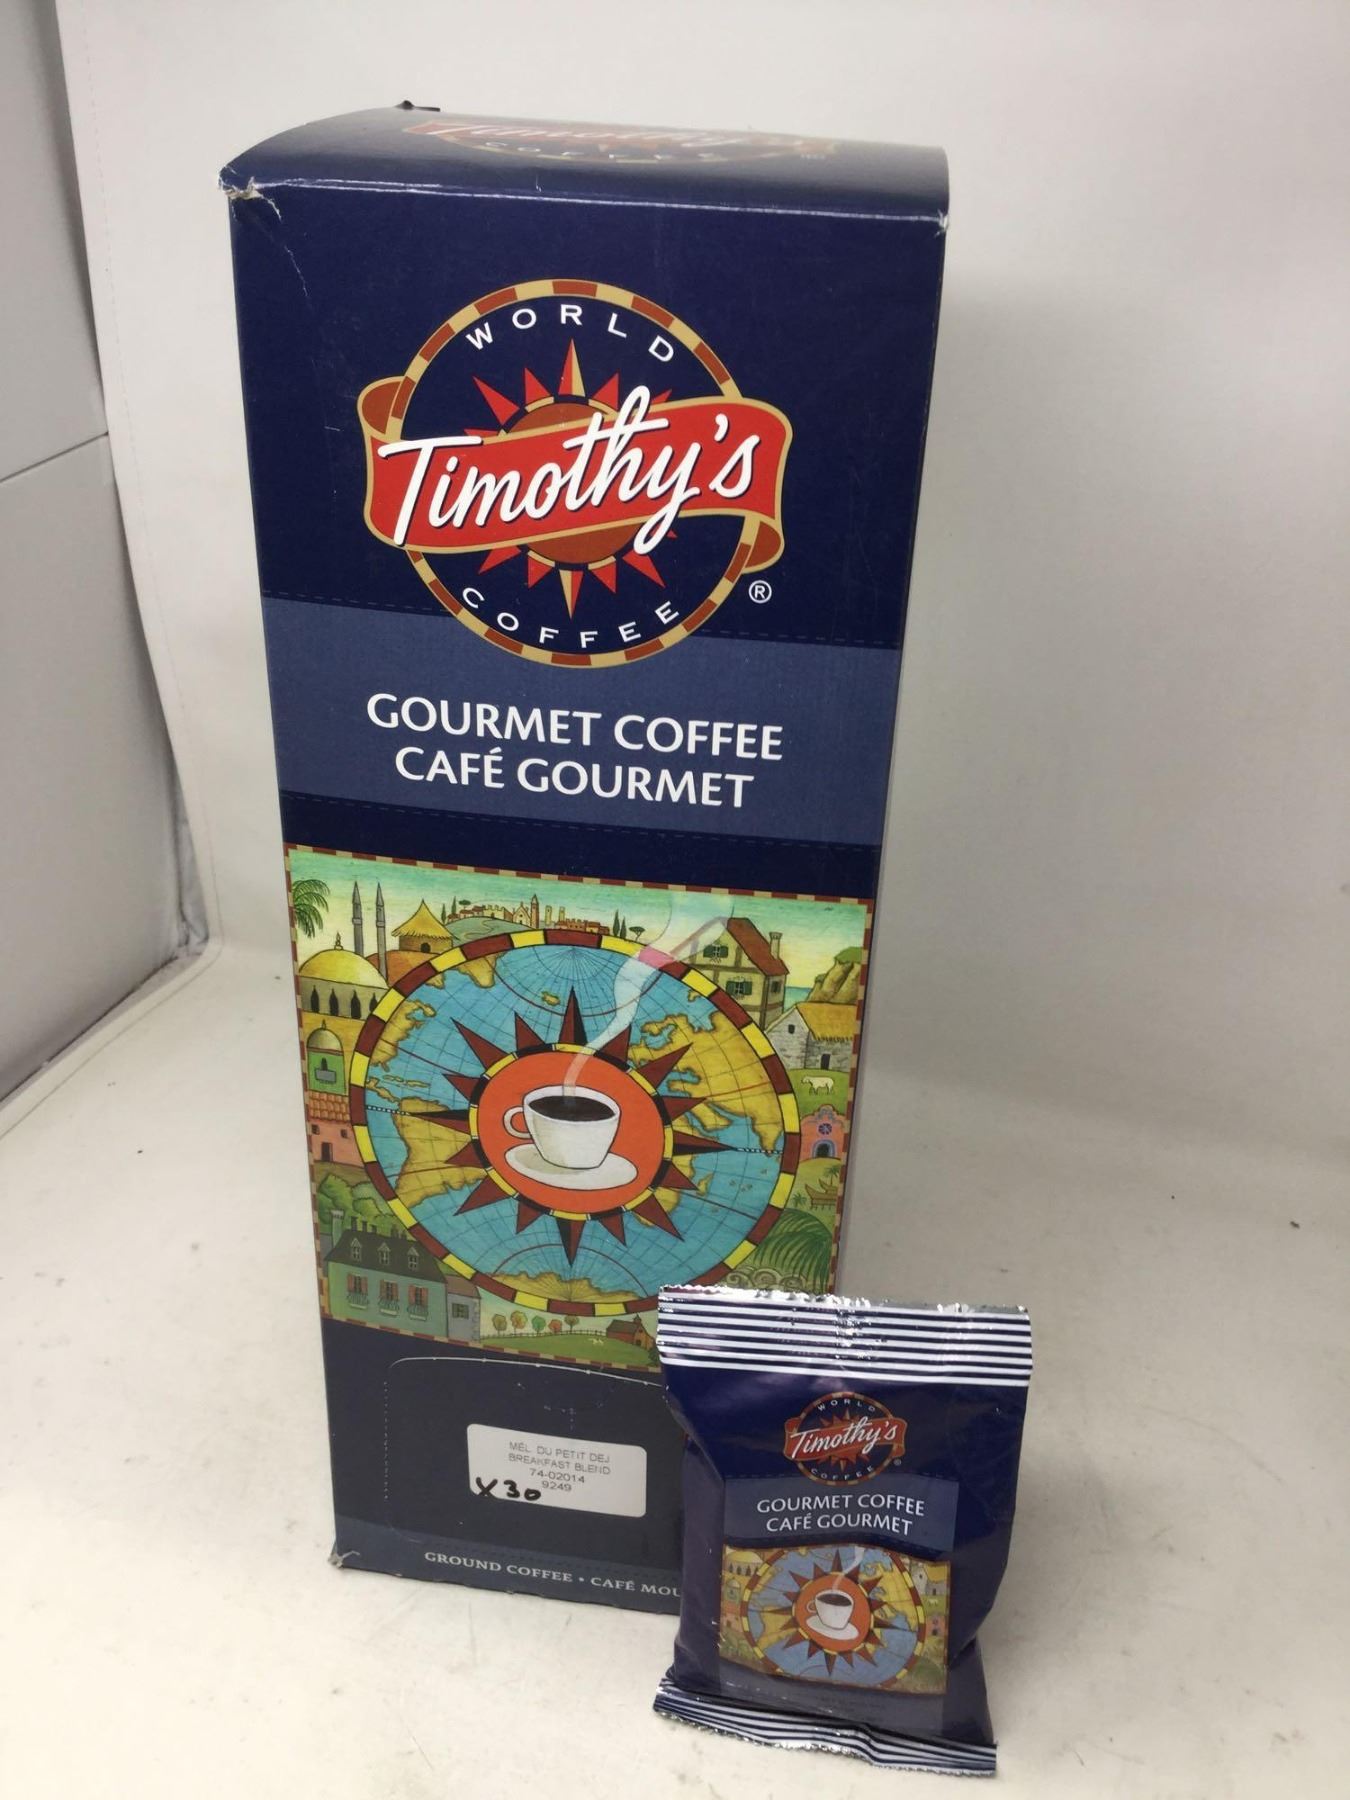 WORLD
Timothy's
COFFEE
®
GOURMET COFFEE
CAFÉ GOURMET
MÉL DU PETIT DEJ
BREAKFAST BLEND
74-02014
9249
X30
GROUND COFFEE • CAFÉ MOU
WORLD
Timothy's
COFFEE
®
GOURMET COFFEE
CAFÉ GOURMET